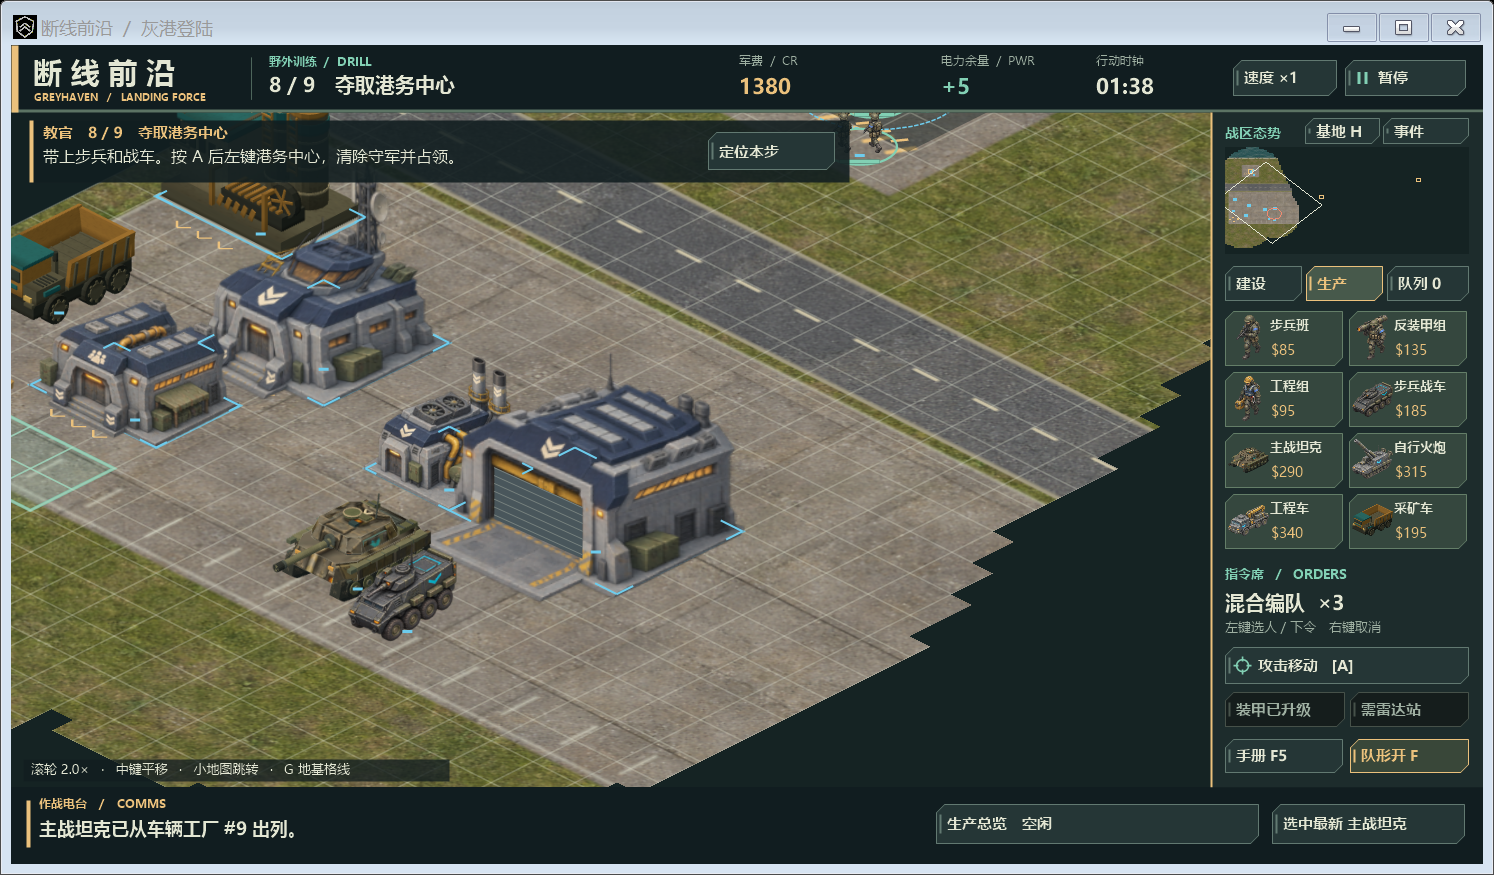 断线前沿 / 灰港登陆
断线前沿
GREYHAVEN / LANDING FORCE
野外训练 / DRILL
8 / 9 夺取港务中心
军费 / CR
1380
电力余量 / PWR
+5
行动时钟
01:38
速度 ×1
暂停
教官 8 / 9 夺取港务中心
带上步兵和战车。按 A 后左键港务中心，清除守军并占领。
定位本步
战区态势
基地 H
事件
建设
生产
队列 0
步兵班
$85
反装甲组
$135
工程组
$95
步兵战车
$185
主战坦克
$290
自行火炮
$315
工程车
$340
采矿车
$195
指令席 / ORDERS
混合编队 ×3
左键选人 / 下令 右键取消
攻击移动 [A]
装甲已升级
需雷达站
手册 F5
队形开 F
滚轮 2.0× · 中键平移 · 小地图跳转 · G 地基格线
作战电台 / COMMS
主战坦克已从车辆工厂 #9 出列。
生产总览 空闲
选中最新 主战坦克